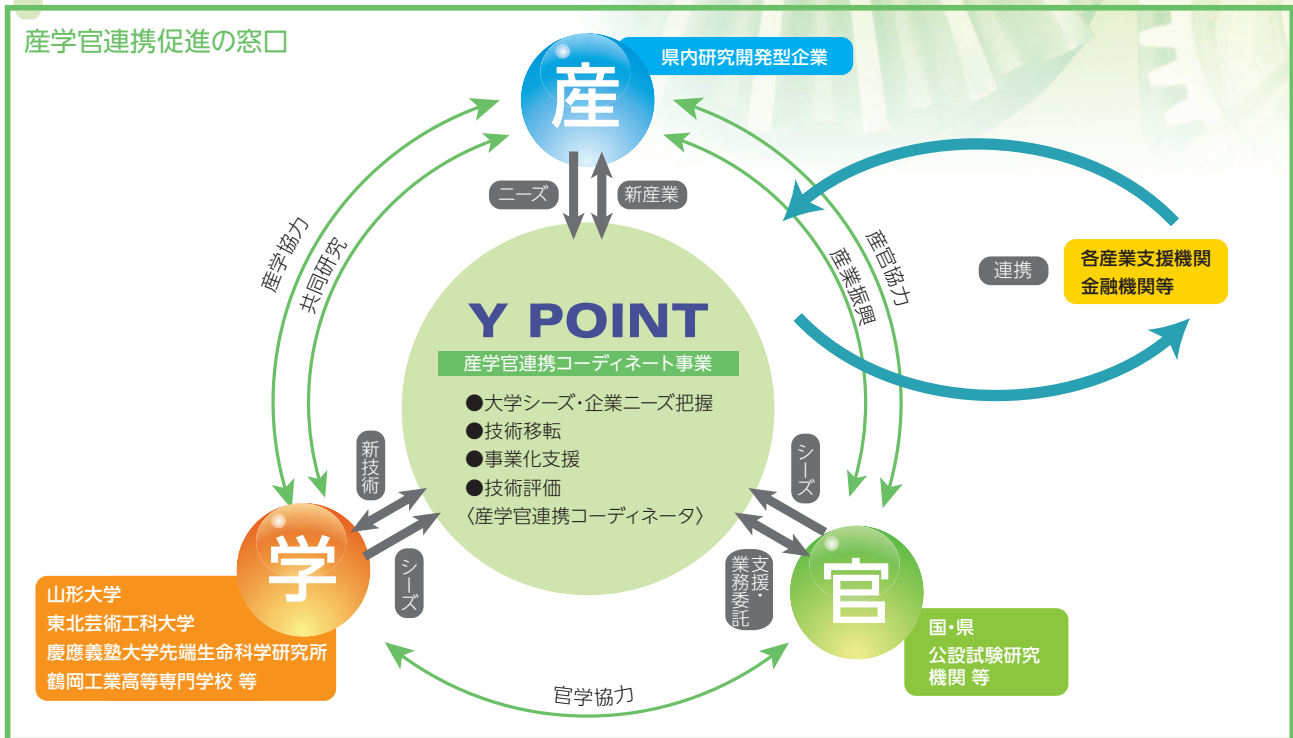 産学官連携促進の窓口
産
県内研究開発型企業
ニーズ
新産業
産学協力
共同研究
産官協力
産業振興
連携
各産業支援機関
金融機関等
Y POINT
産学官連携コーディネート事業
●大学シーズ・企業ニーズ把握
●技術移転
●事業化支援
●技術評価
〈産学官連携コーディネータ〉
新技術
シーズ
シーズ
支援・
業務委託
学
山形大学
東北芸術工科大学
慶應義塾大学先端生命科学研究所
鶴岡工業高等専門学校 等
官
国・県
公設試験研究
機関 等
官学協力